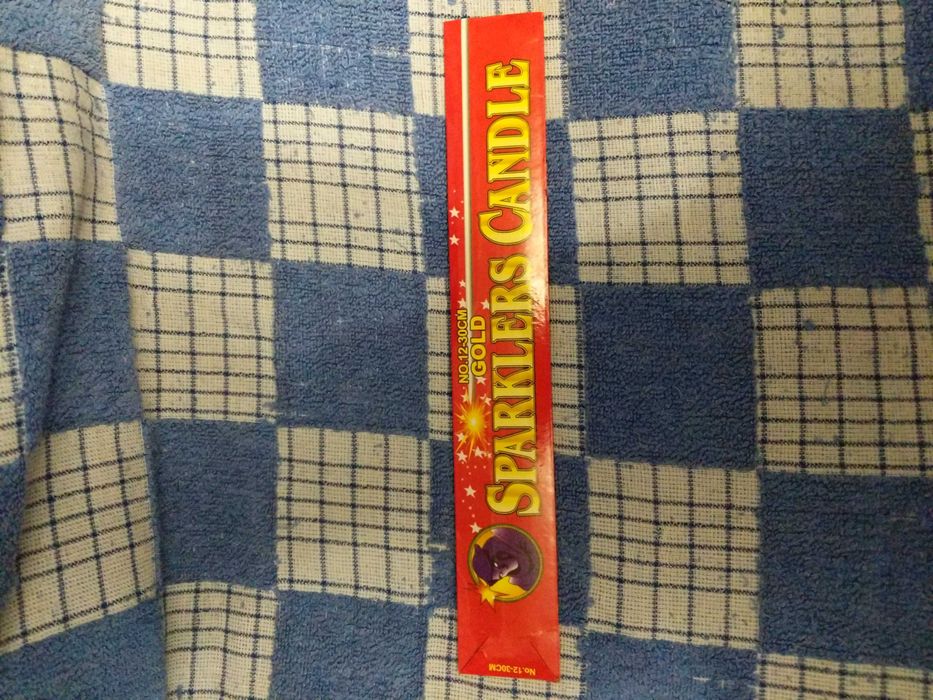 NO.12-30CM
GOLD
SPARKLERS CANDLE
No.12-30CM